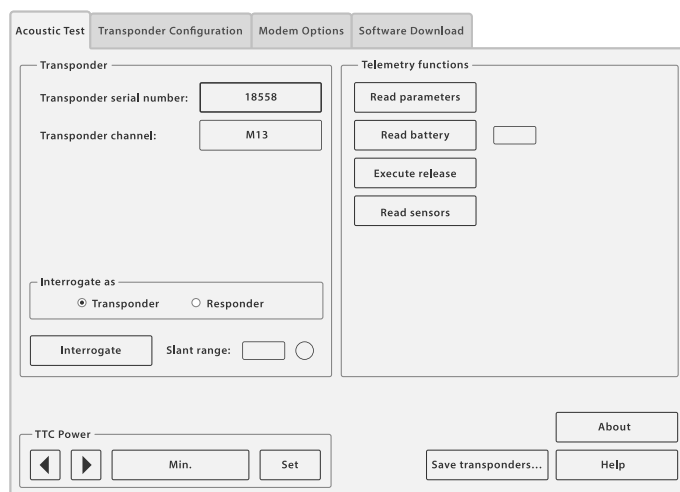 Acoustic Test Transponder Configuration Modem Options Software Download
Transponder
Transponder serial number: 18558
Transponder channel: M13
Interrogate as
Transponder Responder
Interrogate Slant range:
Telemetry functions
Read parameters
Read battery
Execute release
Read sensors
TTC Power
Min. Set
About
Save transponders... Help